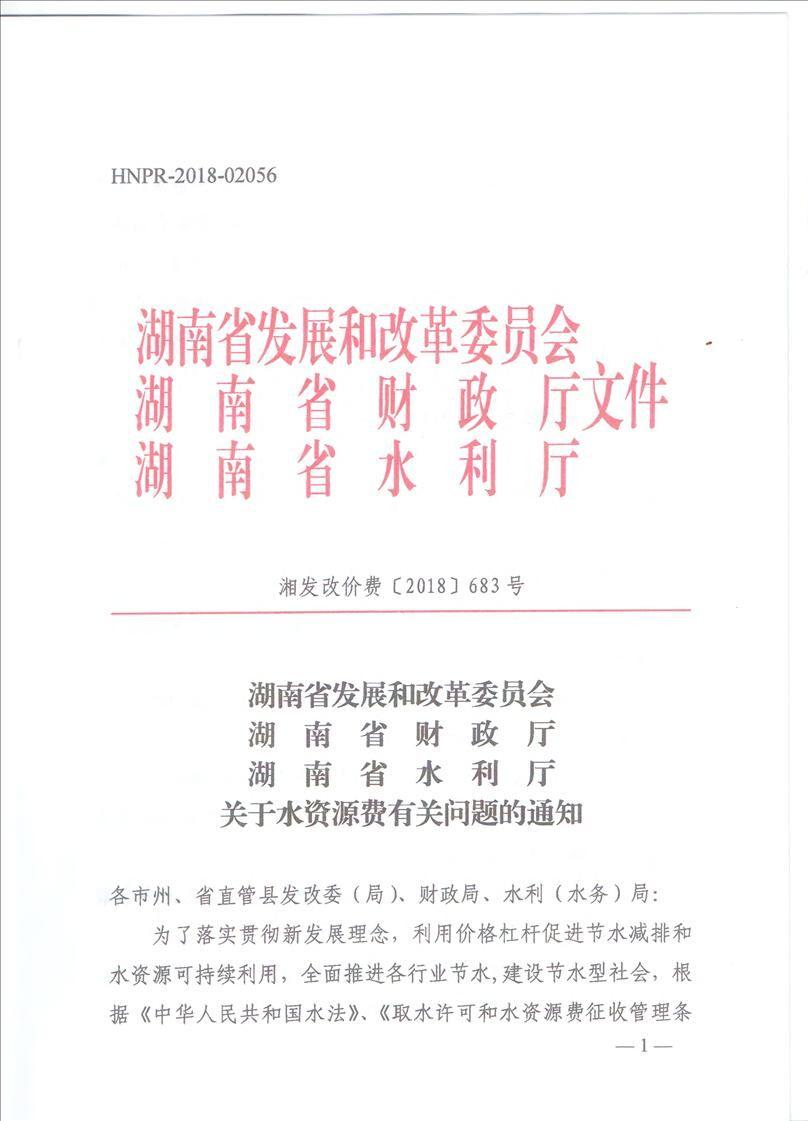 HNPR-2018-02056
湖南省发展和改革委员会
湖南省财政厅文件
湖南省水利厅
湘发改价费〔2018〕683号
湖南省发展和改革委员会
湖南省财政厅
湖南省水利厅
关于水资源费有关问题的通知
各市州、省直管县发改委（局）、财政局、水利（水务）局：
为了落实贯彻新发展理念，利用价格杠杆促进节水减排和
水资源可持续利用，全面推进各行业节水,建设节水型社会，根
据《中华人民共和国水法》、《取水许可和水资源费征收管理条
—1—